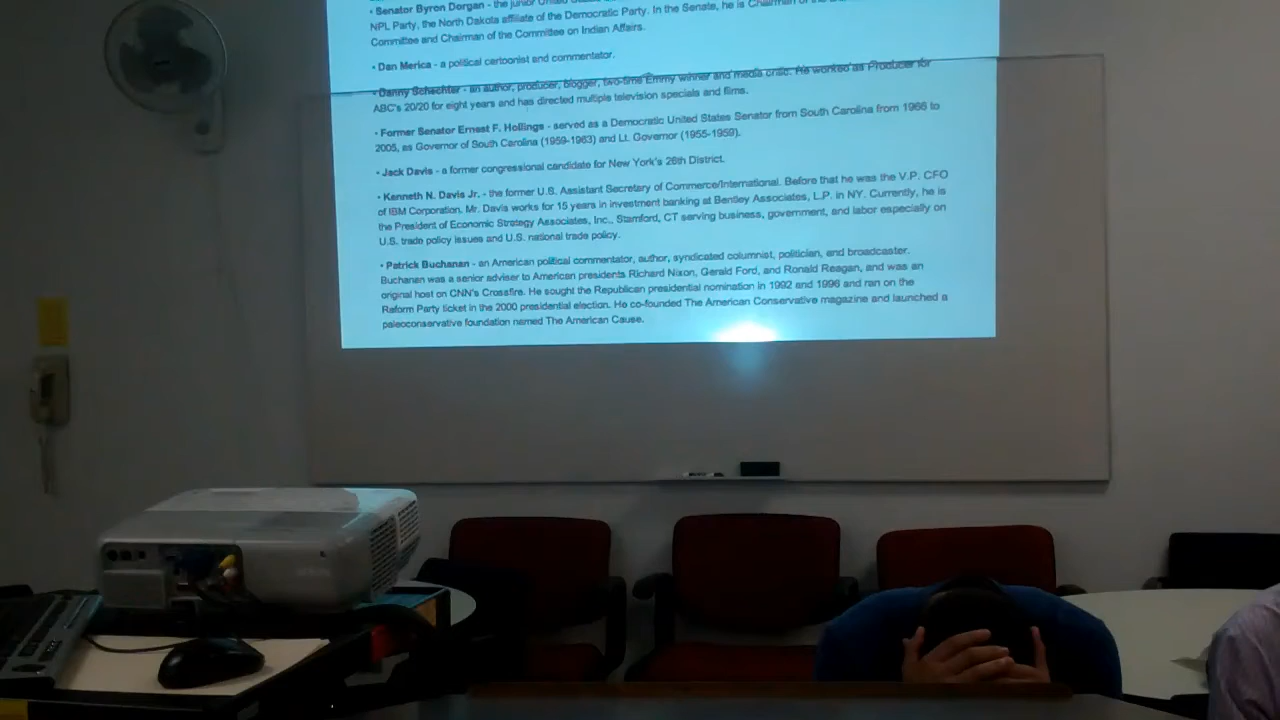 • Senator Byron Dorgan - the junior United
NPL Party, the North Dakota affiliate of the Democratic Party. In the Senate, he is Chairman of the
Committee and Chairman of the Committee on Indian Affairs.
• Dan Merica - a political cartoonist and commentator.
• Danny Schechter - an author, producer, blogger, two-time Emmy winner and media critic. He worked as Producer for
ABC's 20/20 for eight years and has directed multiple television specials and films.
• Former Senator Ernest F. Hollings - served as a Democratic United States Senator from South Carolina from 1966 to
2005, as Governor of South Carolina (1959-1963) and Lt. Governor (1955-1959).
• Jack Davis - a former congressional candidate for New York's 26th District.
• Kenneth N. Davis Jr. - the former U.S. Assistant Secretary of Commerce/International. Before that he was the V.P. CFO
of IBM Corporation. Mr. Davis works for 15 years in investment banking at Bentley Associates, L.P. in NY. Currently, he is
the President of Economic Strategy Associates, Inc., Stamford, CT serving business, government, and labor especially on
U.S. trade policy issues and U.S. national trade policy.
• Patrick Buchanan - an American political commentator, author, syndicated columnist, politician, and broadcaster.
Buchanan was a senior adviser to American presidents Richard Nixon, Gerald Ford, and Ronald Reagan, and was an
original host on CNN's Crossfire. He sought the Republican presidential nomination in 1992 and 1996 and ran on the
Reform Party ticket in the 2000 presidential election. He co-founded The American Conservative magazine and launched a
paleoconservative foundation named The American Cause.